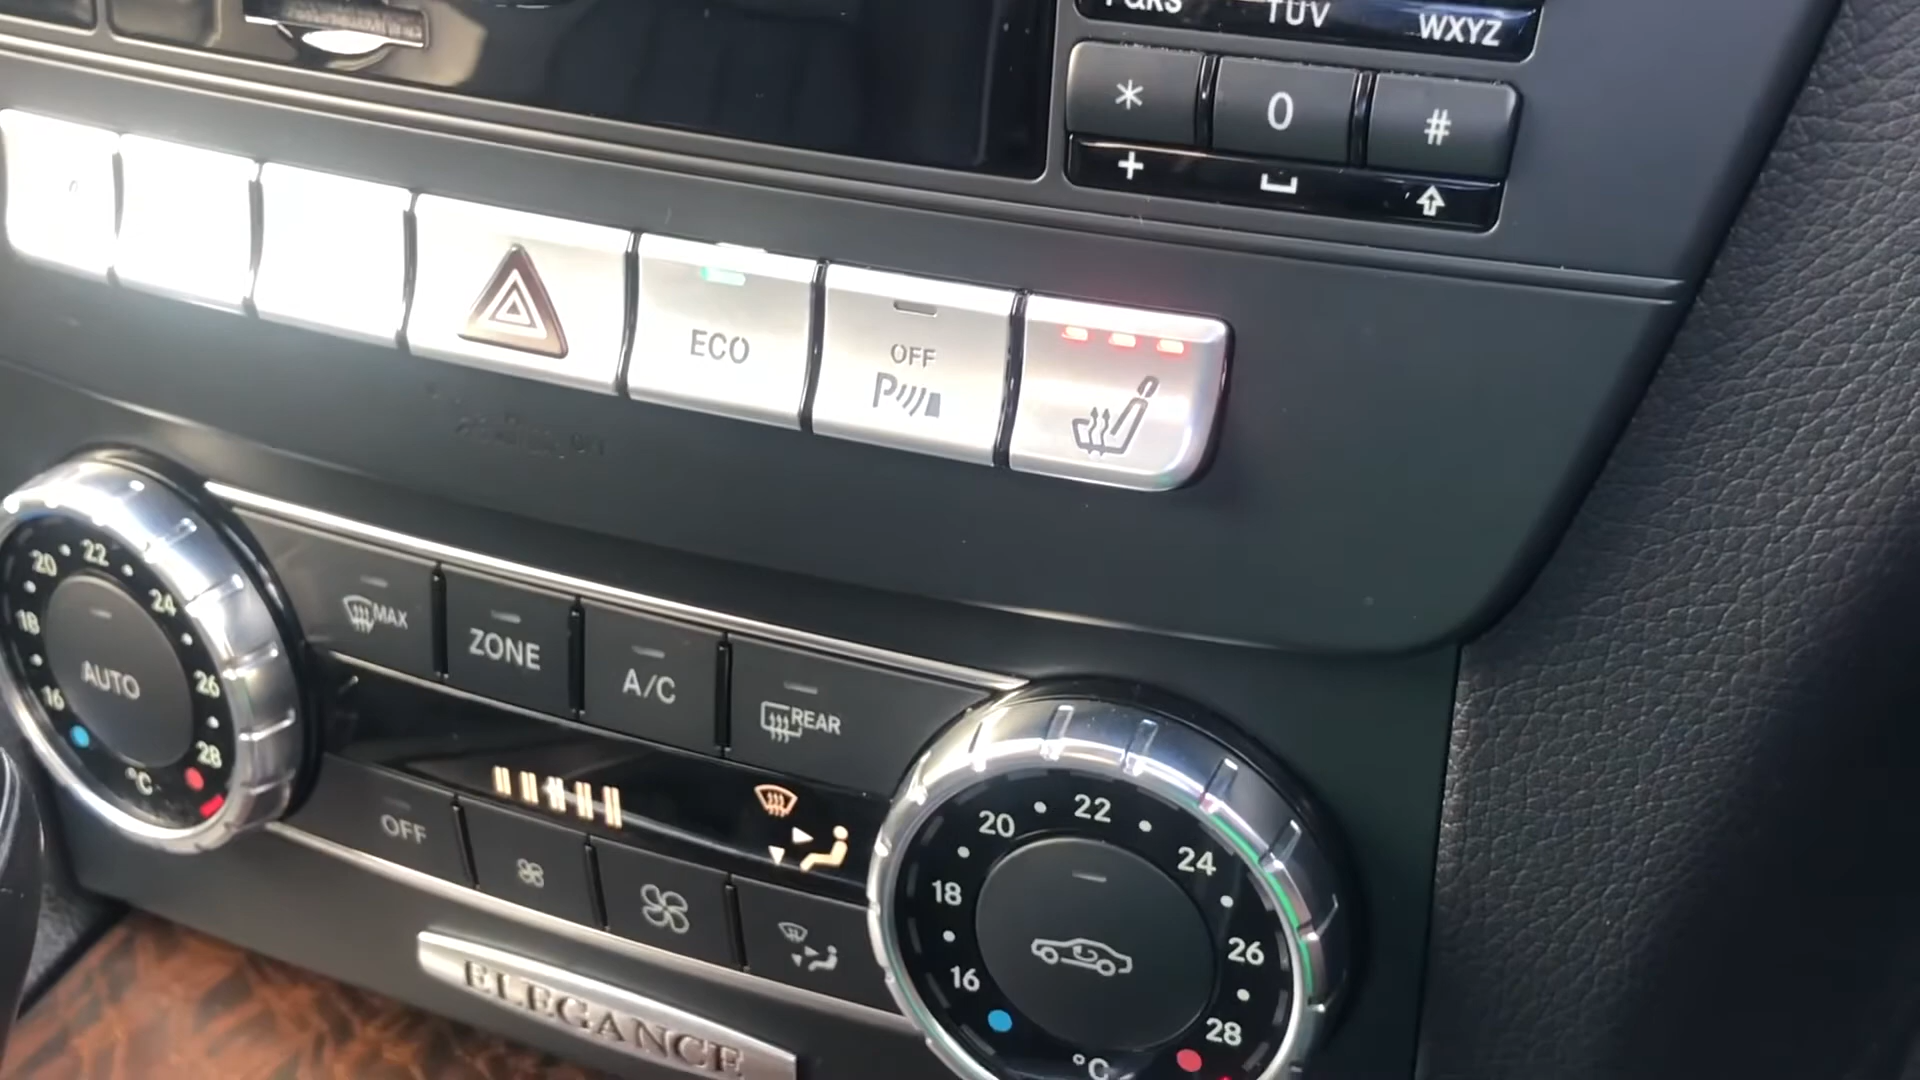 PQRS TUV WXYZ
* 0 #
+
ECO
OFF
P
MAX
ZONE
A/C
REAR
20 22 24
18 26
16 28
AUTO
°C
OFF
20 22 24
18 26
16 28
°C
ELEGANCE